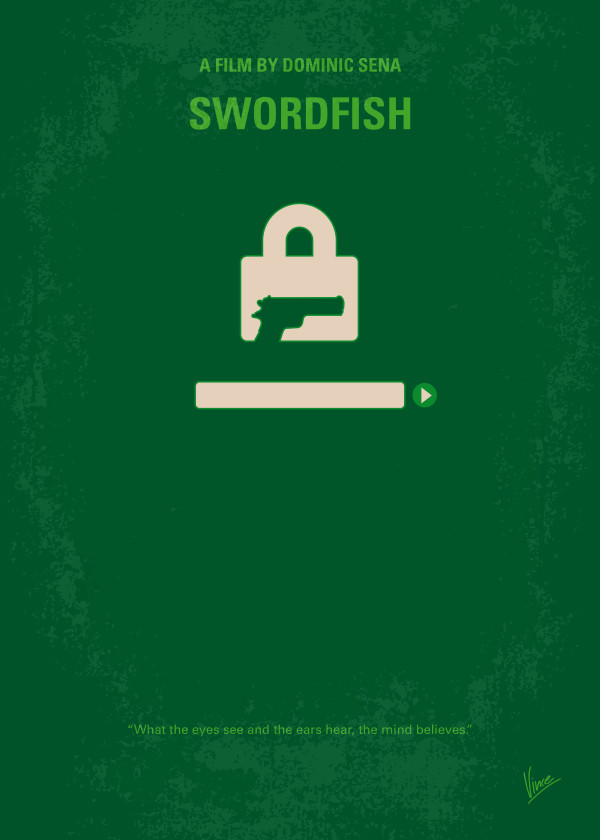 A FILM BY DOMINIC SENA
SWORDFISH
“What the eyes see and the ears hear, the mind believes.”
Vince